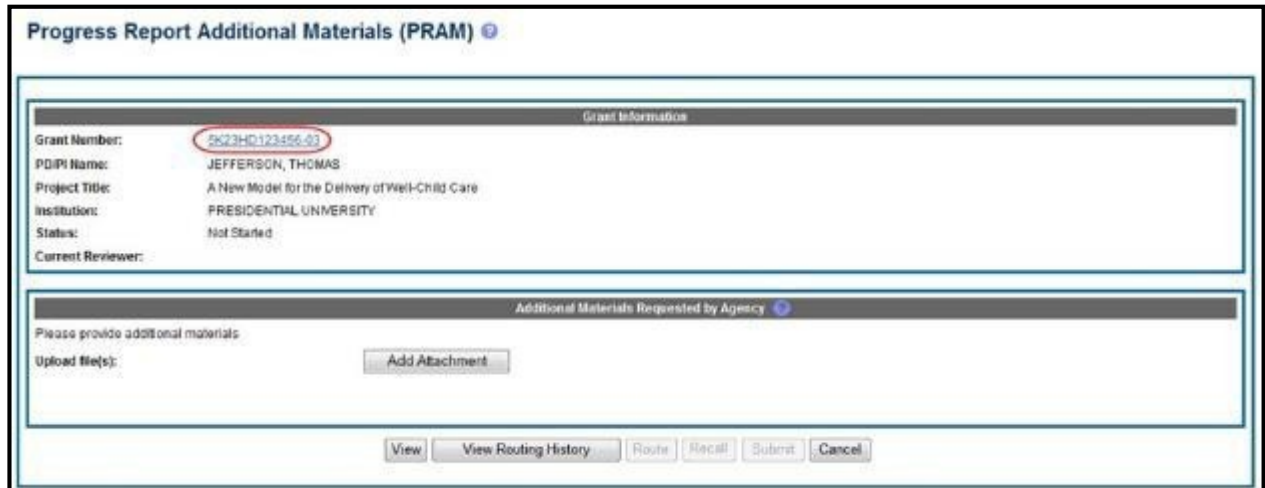 Progress Report Additional Materials (PRAM) ?
Grant Information
Grant Number: 5K23HD123456-03
PD/PI Name: JEFFERSON, THOMAS
Project Title: A New Model for the Delivery of Well-Child Care
Institution: PRESIDENTIAL UNIVERSITY
Status: Not Started
Current Reviewer:
Additional Materials Requested by Agency ?
Please provide additional materials
Upload file(s): Add Attachment
View View Routing History Route Recall Submit Cancel